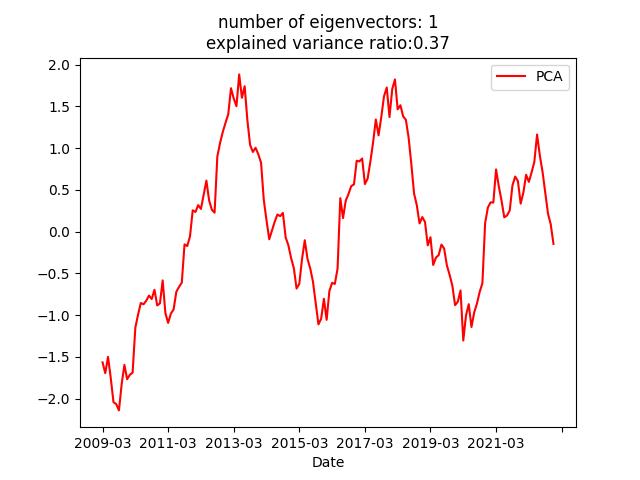 number of eigenvectors: 1
explained variance ratio:0.37
PCA
2.0
1.5
1.0
0.5
0.0
−0.5
−1.0
−1.5
−2.0
2009-03 2011-03 2013-03 2015-03 2017-03 2019-03 2021-03
Date